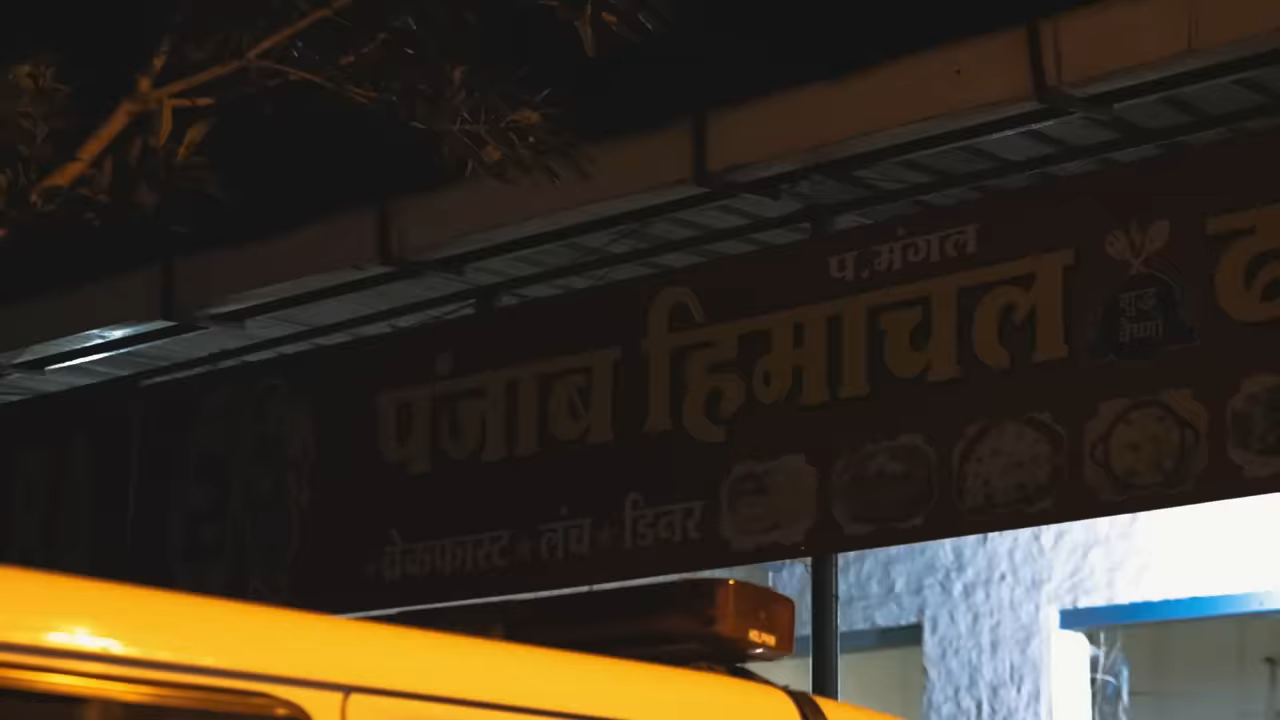 प.मंगल
पंजाब हिमाचल
शुद्ध
वैष्णो
ब्रेकफास्ट लंच डिनर